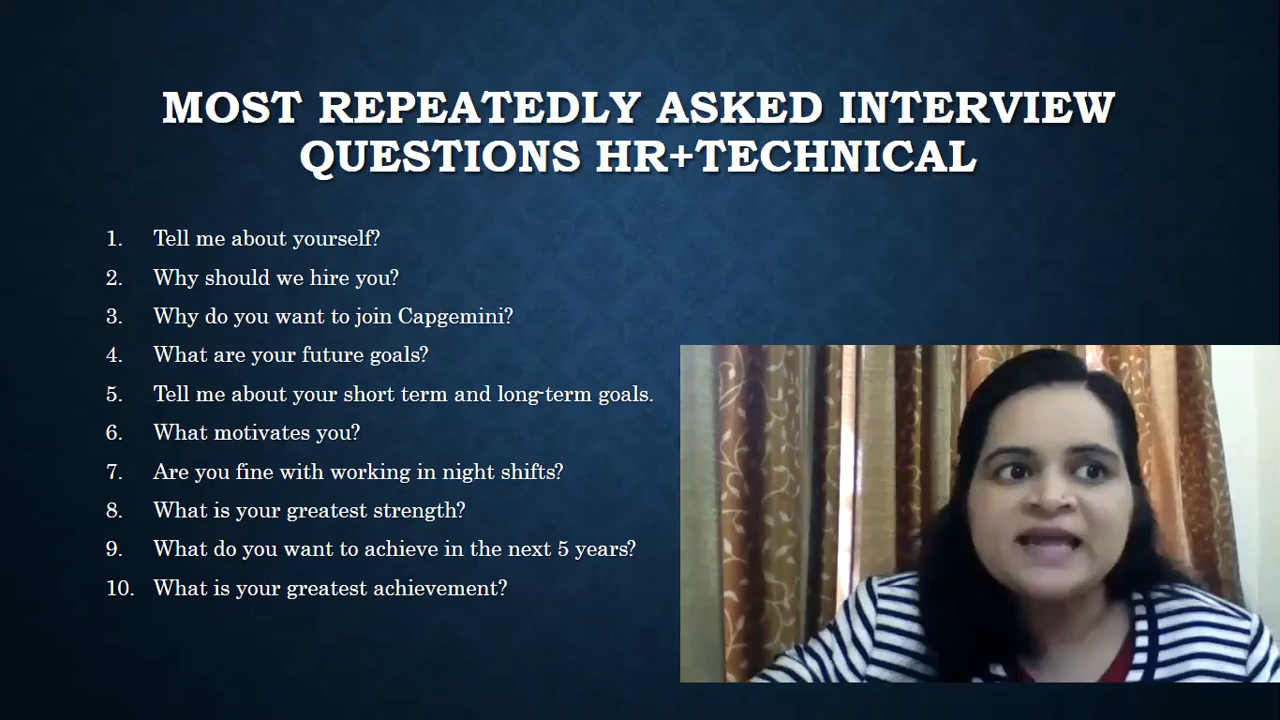 MOST REPEATEDLY ASKED INTERVIEW
QUESTIONS HR+TECHNICAL
1. Tell me about yourself?
2. Why should we hire you?
3. Why do you want to join Capgemini?
4. What are your future goals?
5. Tell me about your short term and long-term goals.
6. What motivates you?
7. Are you fine with working in night shifts?
8. What is your greatest strength?
9. What do you want to achieve in the next 5 years?
10. What is your greatest achievement?